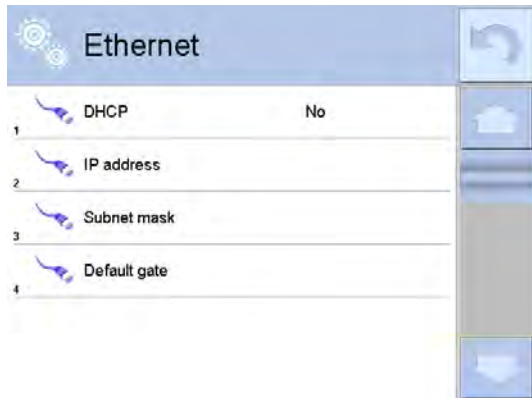 Ethernet
1 DHCP No
2 IP address
3 Subnet mask
4 Default gate